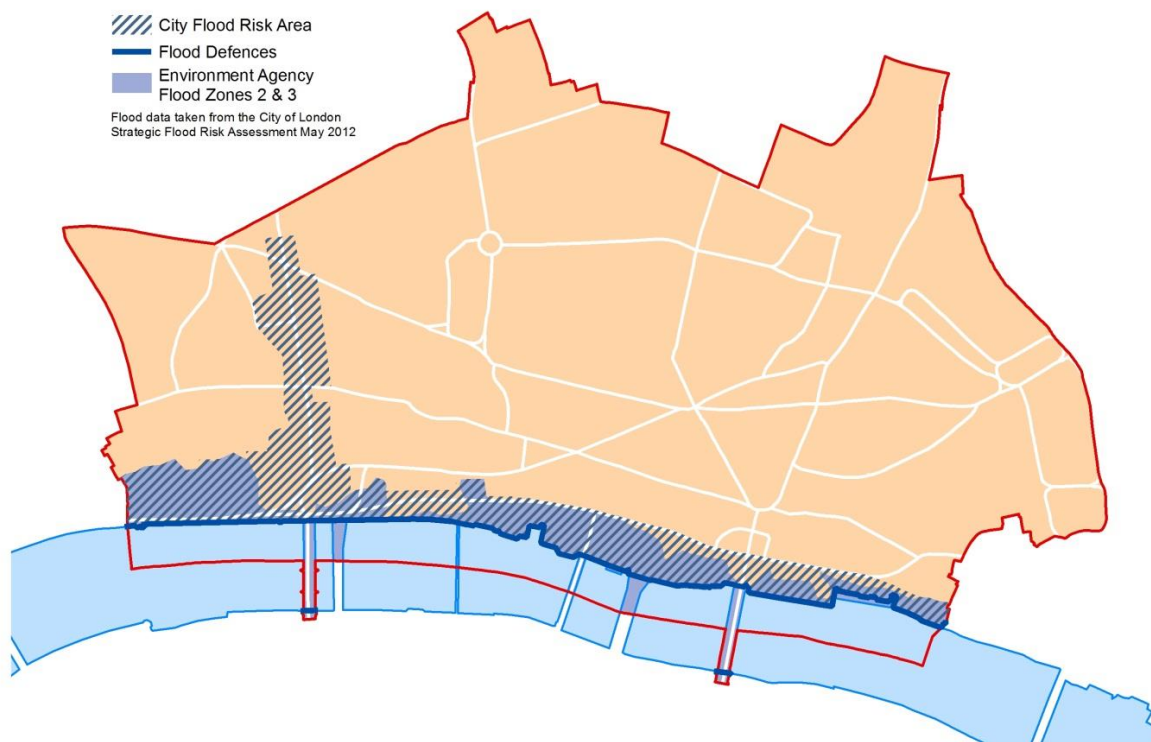 City Flood Risk Area
Flood Defences
Environment Agency
Flood Zones 2 & 3
Flood data taken from the City of London
Strategic Flood Risk Assessment May 2012